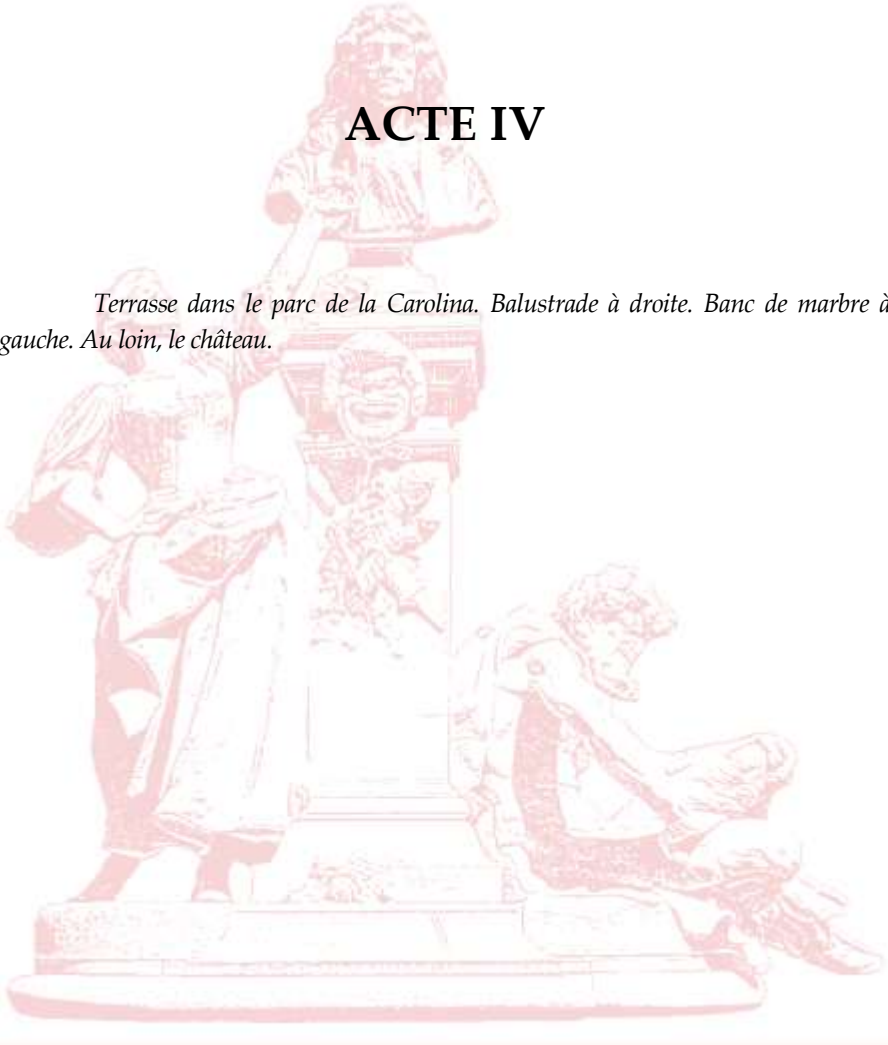 ACTE IV
Terrasse dans le parc de la Carolina. Balustrade à droite. Banc de marbre à
gauche. Au loin, le château.